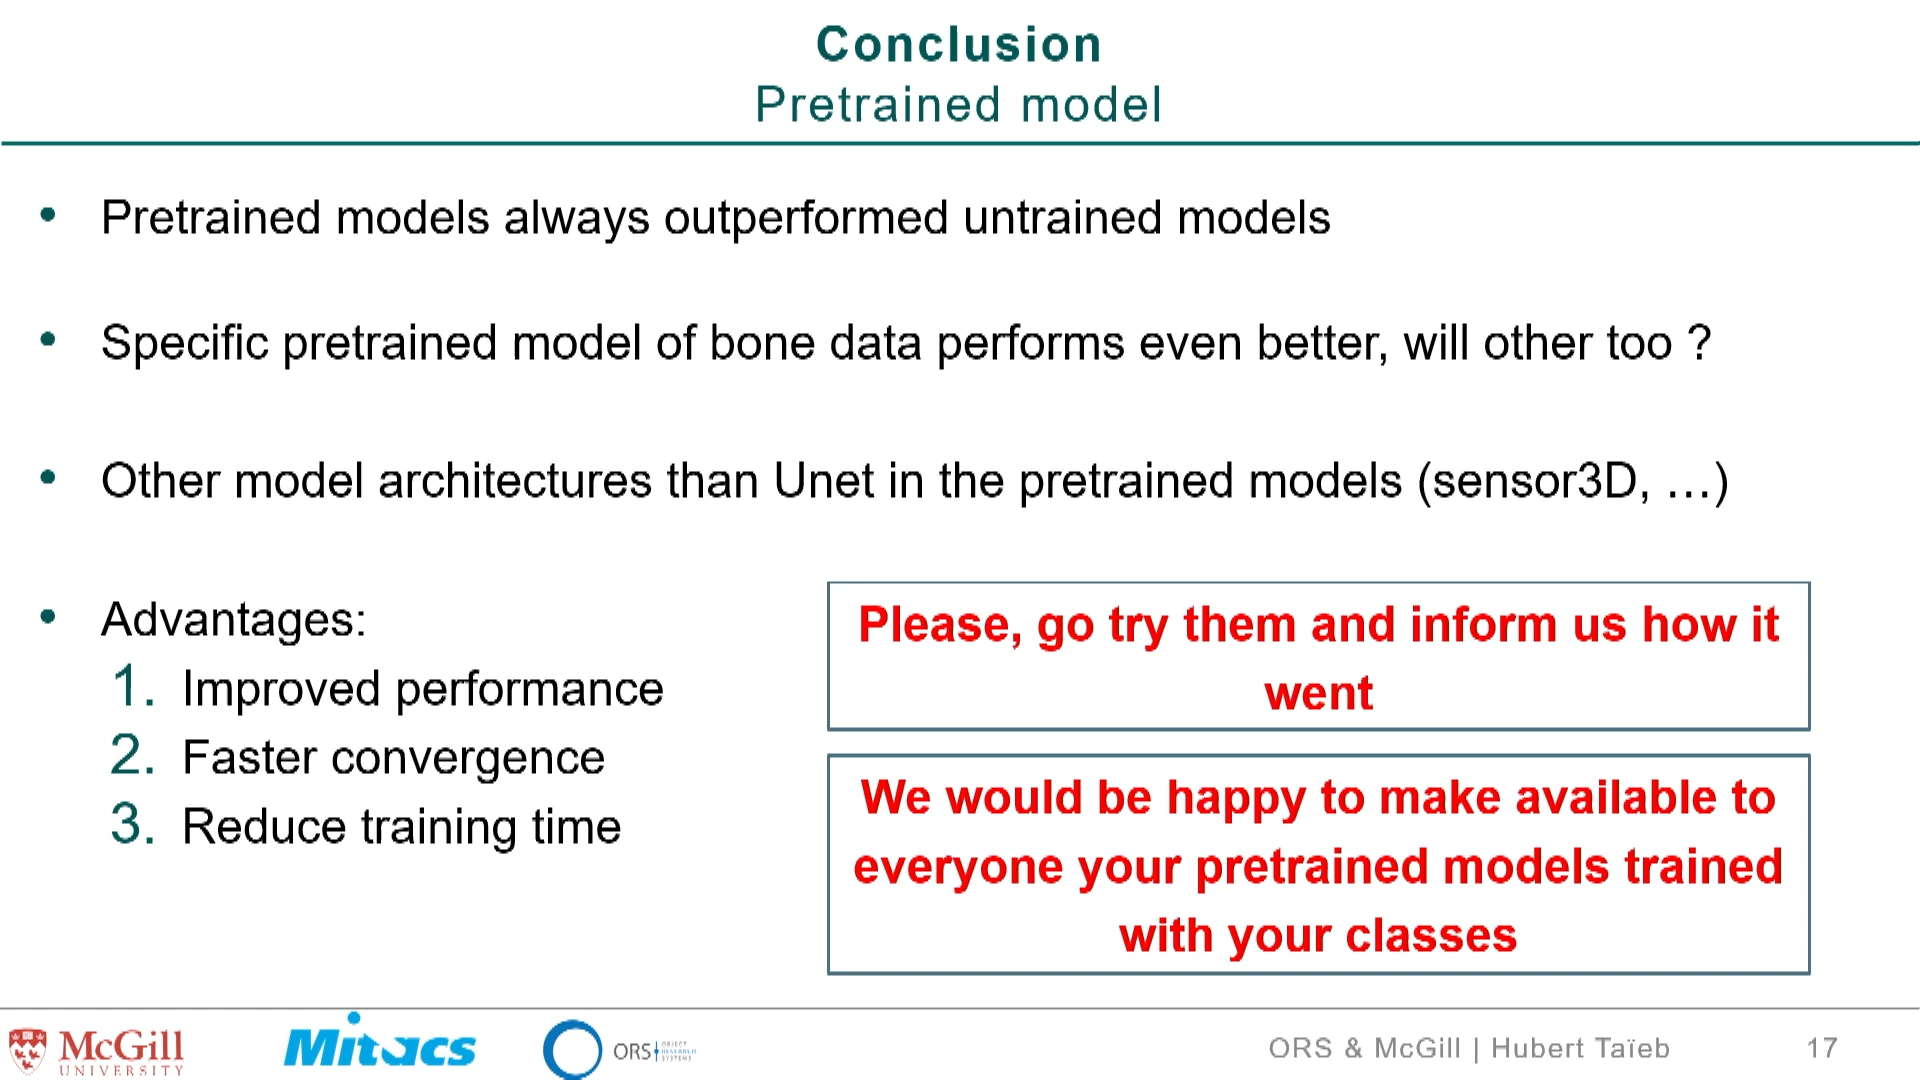 Conclusion
Pretrained model
• Pretrained models always outperformed untrained models
• Specific pretrained model of bone data performs even better, will other too ?
• Other model architectures than Unet in the pretrained models (sensor3D, …)
• Advantages:
1. Improved performance
2. Faster convergence
3. Reduce training time
Please, go try them and inform us how it
went
We would be happy to make available to
everyone your pretrained models trained
with your classes
McGill
UNIVERSITY
Mitacs
ORS
OBJECT
RESEARCH
SYSTEMS
ORS & McGill | Hubert Taïeb
17